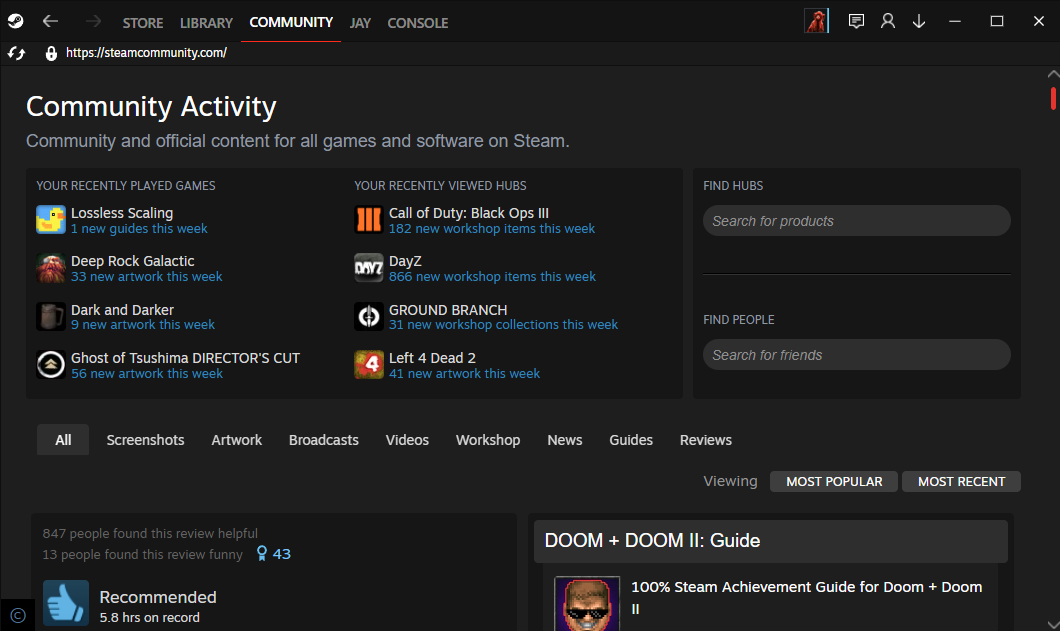 STORE LIBRARY COMMUNITY JAY CONSOLE
https://steamcommunity.com/
Community Activity
Community and official content for all games and software on Steam.
YOUR RECENTLY PLAYED GAMES
Lossless Scaling
1 new guides this week
Deep Rock Galactic
33 new artwork this week
Dark and Darker
9 new artwork this week
Ghost of Tsushima DIRECTOR'S CUT
56 new artwork this week
YOUR RECENTLY VIEWED HUBS
Call of Duty: Black Ops III
182 new workshop items this week
DAYZ
DayZ
866 new workshop items this week
GROUND BRANCH
31 new workshop collections this week
4
Left 4 Dead 2
41 new artwork this week
FIND HUBS
Search for products
FIND PEOPLE
Search for friends
All Screenshots Artwork Broadcasts Videos Workshop News Guides Reviews
Viewing MOST POPULAR MOST RECENT
847 people found this review helpful
13 people found this review funny 43
Recommended
5.8 hrs on record
©
DOOM + DOOM II: Guide
100% Steam Achievement Guide for Doom + Doom
II